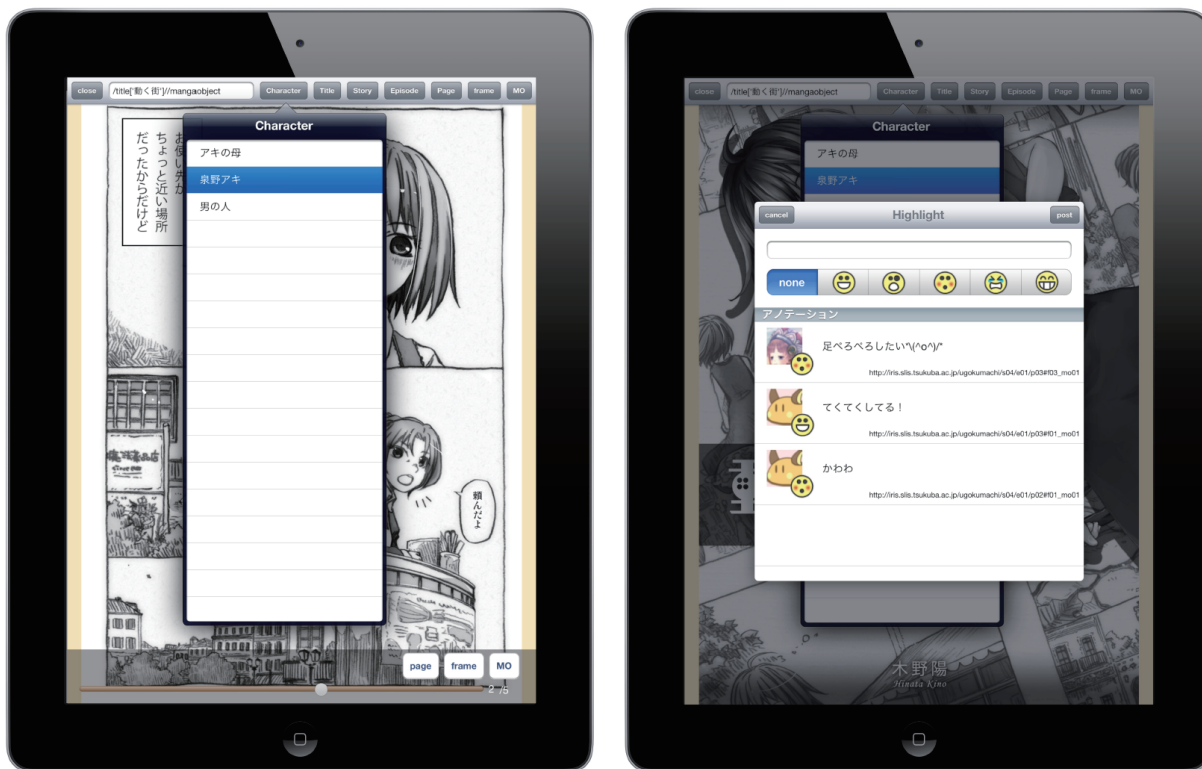 close
/title['動く街']//mangaobject
Character
Title
Story
Episode
Page
frame
MO
Character
アキの母
泉野アキ
男の人
お使い先が
ちょっと近い場所
だったからだけど
頼んだよ
page
frame
MO
2 /5
close
/title['動く街']//mangaobject
Character
Title
Story
Episode
Page
frame
MO
Character
アキの母
泉野アキ
cancel
Highlight
post
none
アノテーション
足ぺろぺろしたい*\(^o^)/*
http://iris.slis.tsukuba.ac.jp/ugokumachi/s04/e01/p03#f03_mo01
てくてくしてる！
http://iris.slis.tsukuba.ac.jp/ugokumachi/s04/e01/p03#f01_mo01
かわわ
http://iris.slis.tsukuba.ac.jp/ugokumachi/s04/e01/p02#f01_mo01
木野陽
Hinata Kino